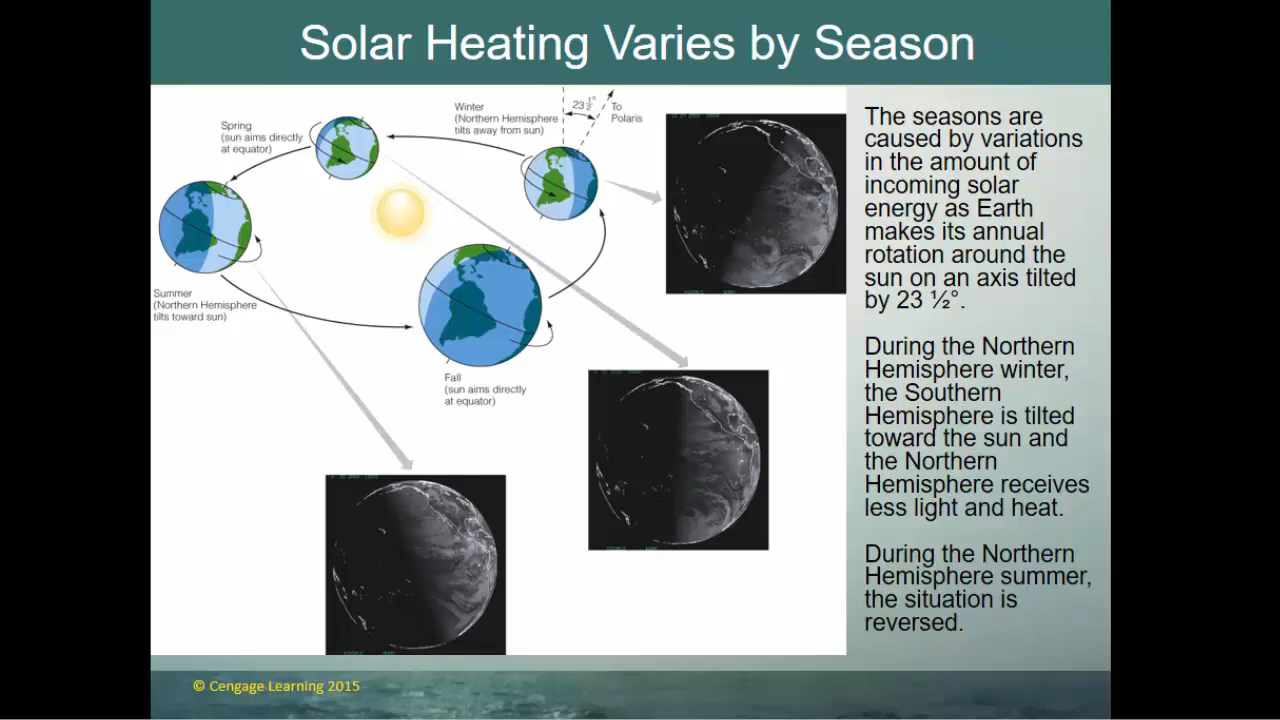 Solar Heating Varies by Season
Spring
(sun aims directly
at equator)
Winter
(Northern Hemisphere
tilts away from sun)
23 ½°
To
Polaris
Summer
(Northern Hemisphere
tilts toward sun)
Fall
(sun aims directly
at equator)
The seasons are
caused by variations
in the amount of
incoming solar
energy as Earth
makes its annual
rotation around the
sun on an axis tilted
by 23 ½°.
During the Northern
Hemisphere winter,
the Southern
Hemisphere is tilted
toward the sun and
the Northern
Hemisphere receives
less light and heat.
During the Northern
Hemisphere summer,
the situation is
reversed.
© Cengage Learning 2015